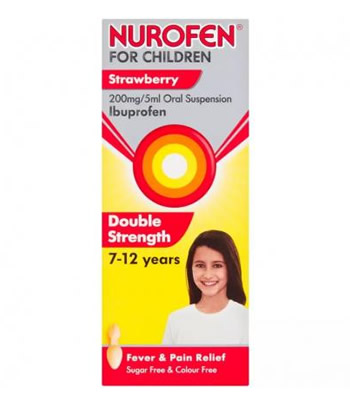 NUROFEN®
FOR CHILDREN
Strawberry
200mg/5ml Oral Suspension
Ibuprofen
Double
Strength
7-12 years
Fever & Pain Relief
Sugar Free & Colour Free